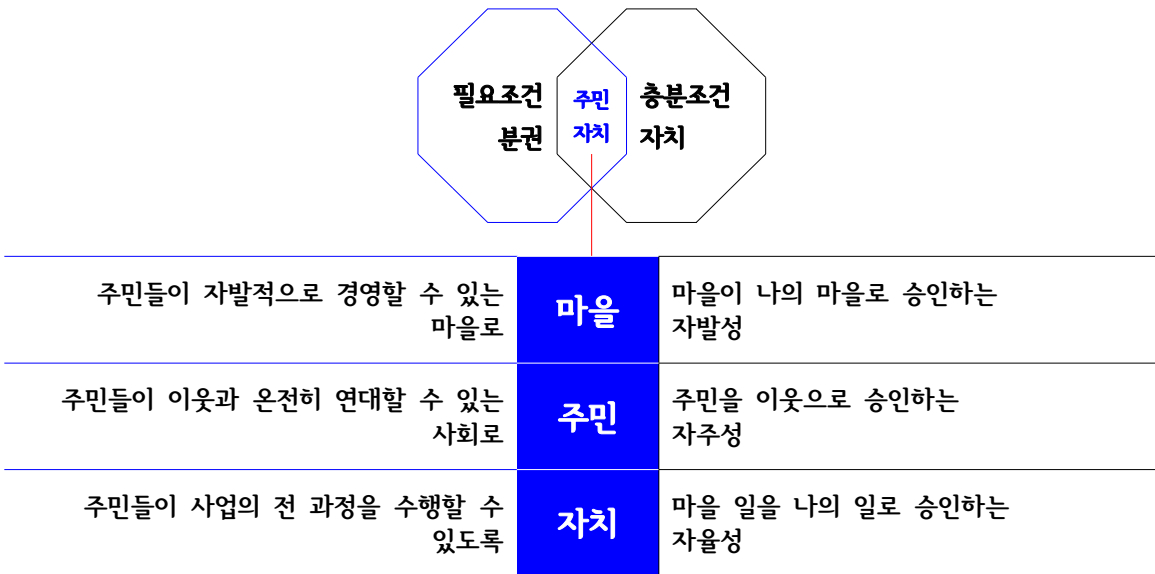 필요조건
분권
주민
자치
충분조건
자치
주민들이 자발적으로 경영할 수 있는
마을로
마을
마을이 나의 마을로 승인하는
자발성
주민들이 이웃과 온전히 연대할 수 있는
사회로
주민
주민을 이웃으로 승인하는
자주성
주민들이 사업의 전 과정을 수행할 수
있도록
자치
마을 일을 나의 일로 승인하는
자율성